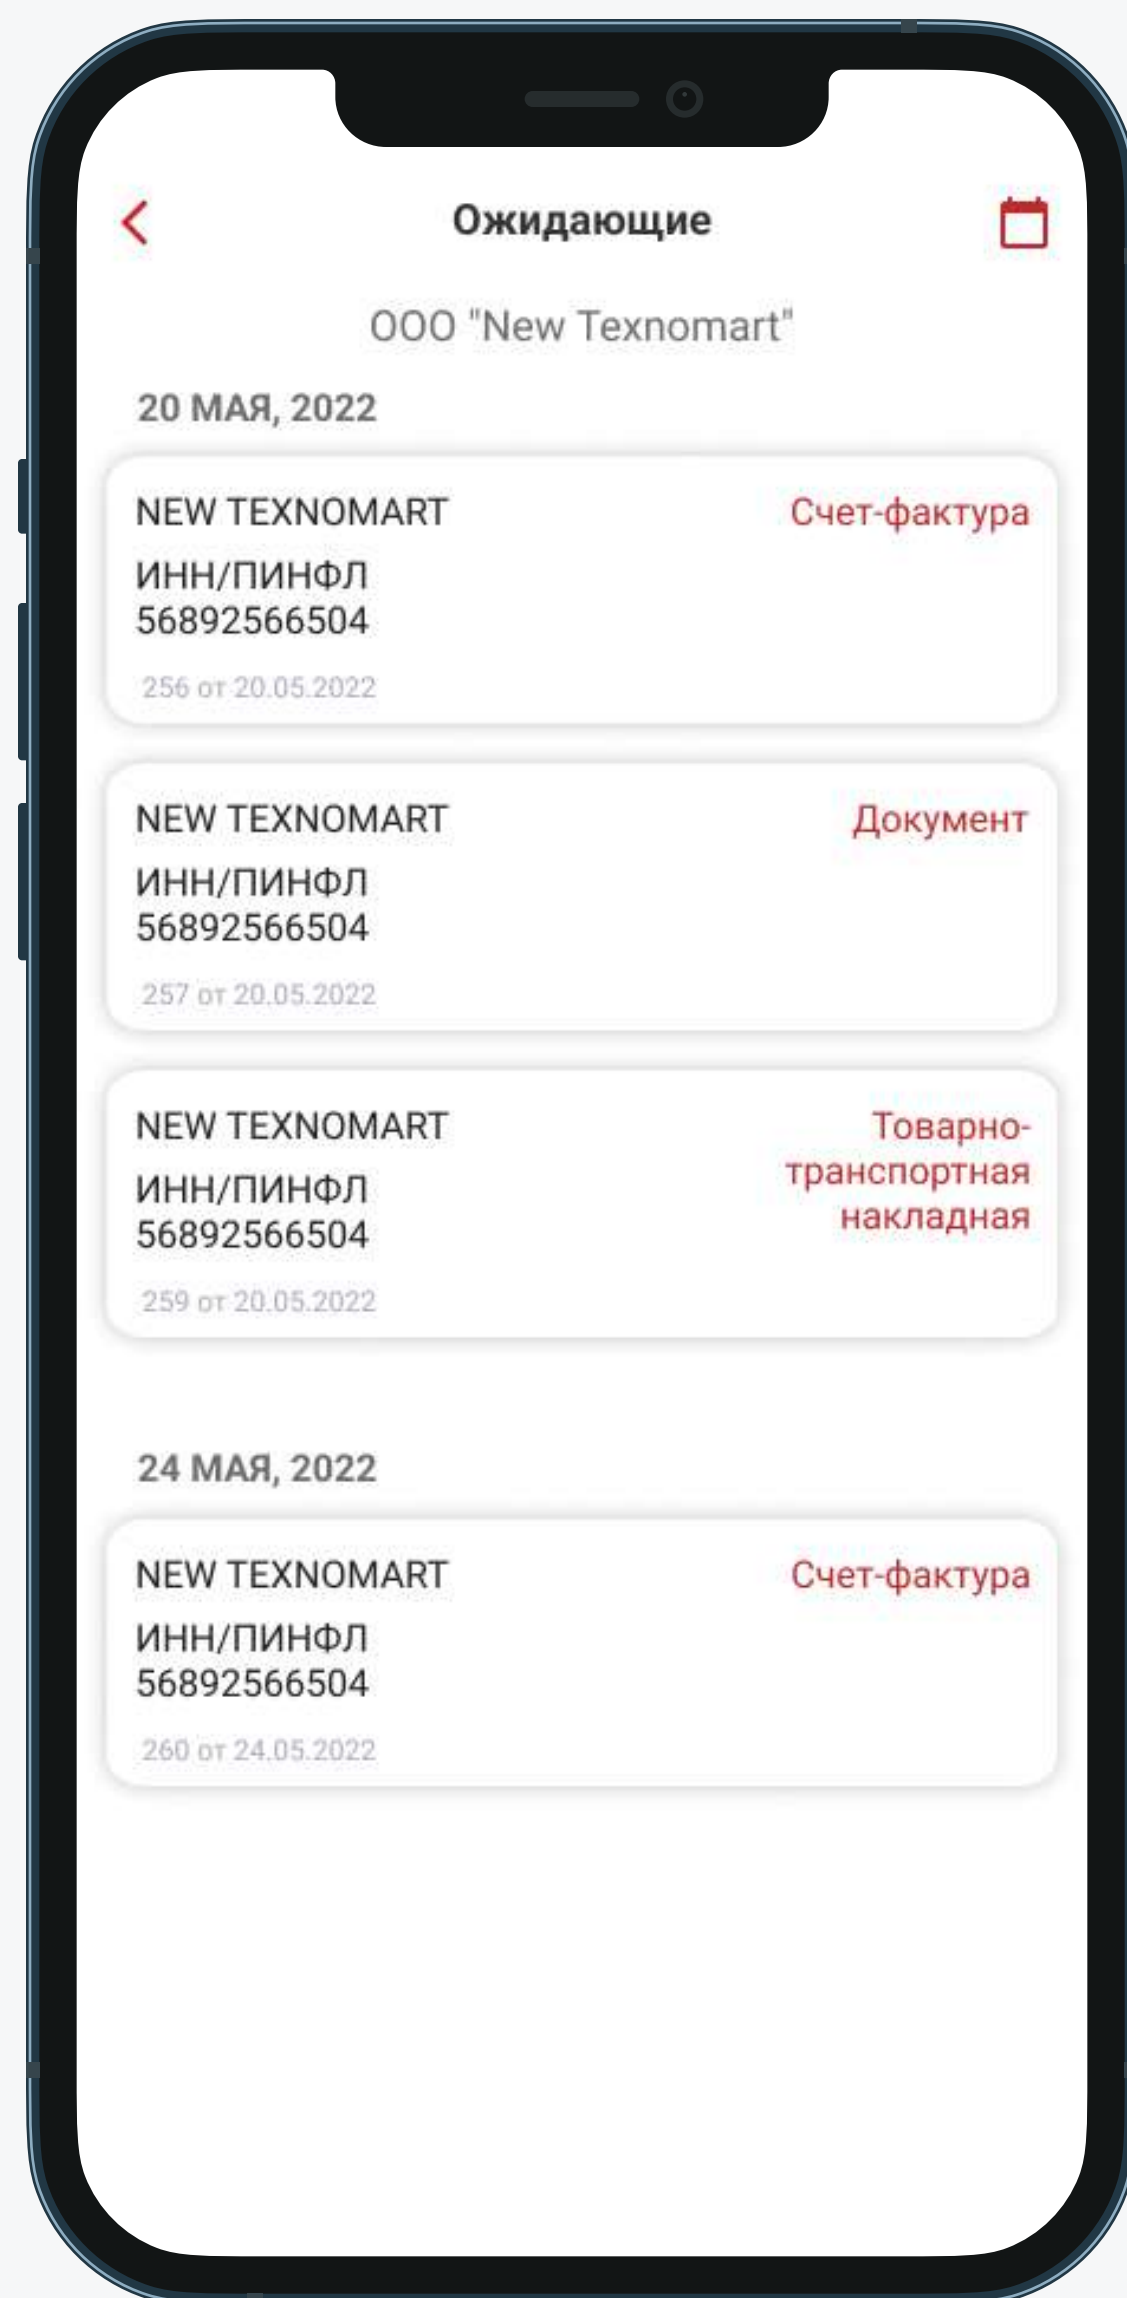 Ожидающие
ООО "New Texnomart"
20 МАЯ, 2022
NEW TEXNOMART
Счет-фактура
ИНН/ПИНФЛ
56892566504
256 от 20.05.2022
NEW TEXNOMART
Документ
ИНН/ПИНФЛ
56892566504
257 от 20.05.2022
NEW TEXNOMART
Товарно-
транспортная
накладная
ИНН/ПИНФЛ
56892566504
259 от 20.05.2022
24 МАЯ, 2022
NEW TEXNOMART
Счет-фактура
ИНН/ПИНФЛ
56892566504
260 от 24.05.2022